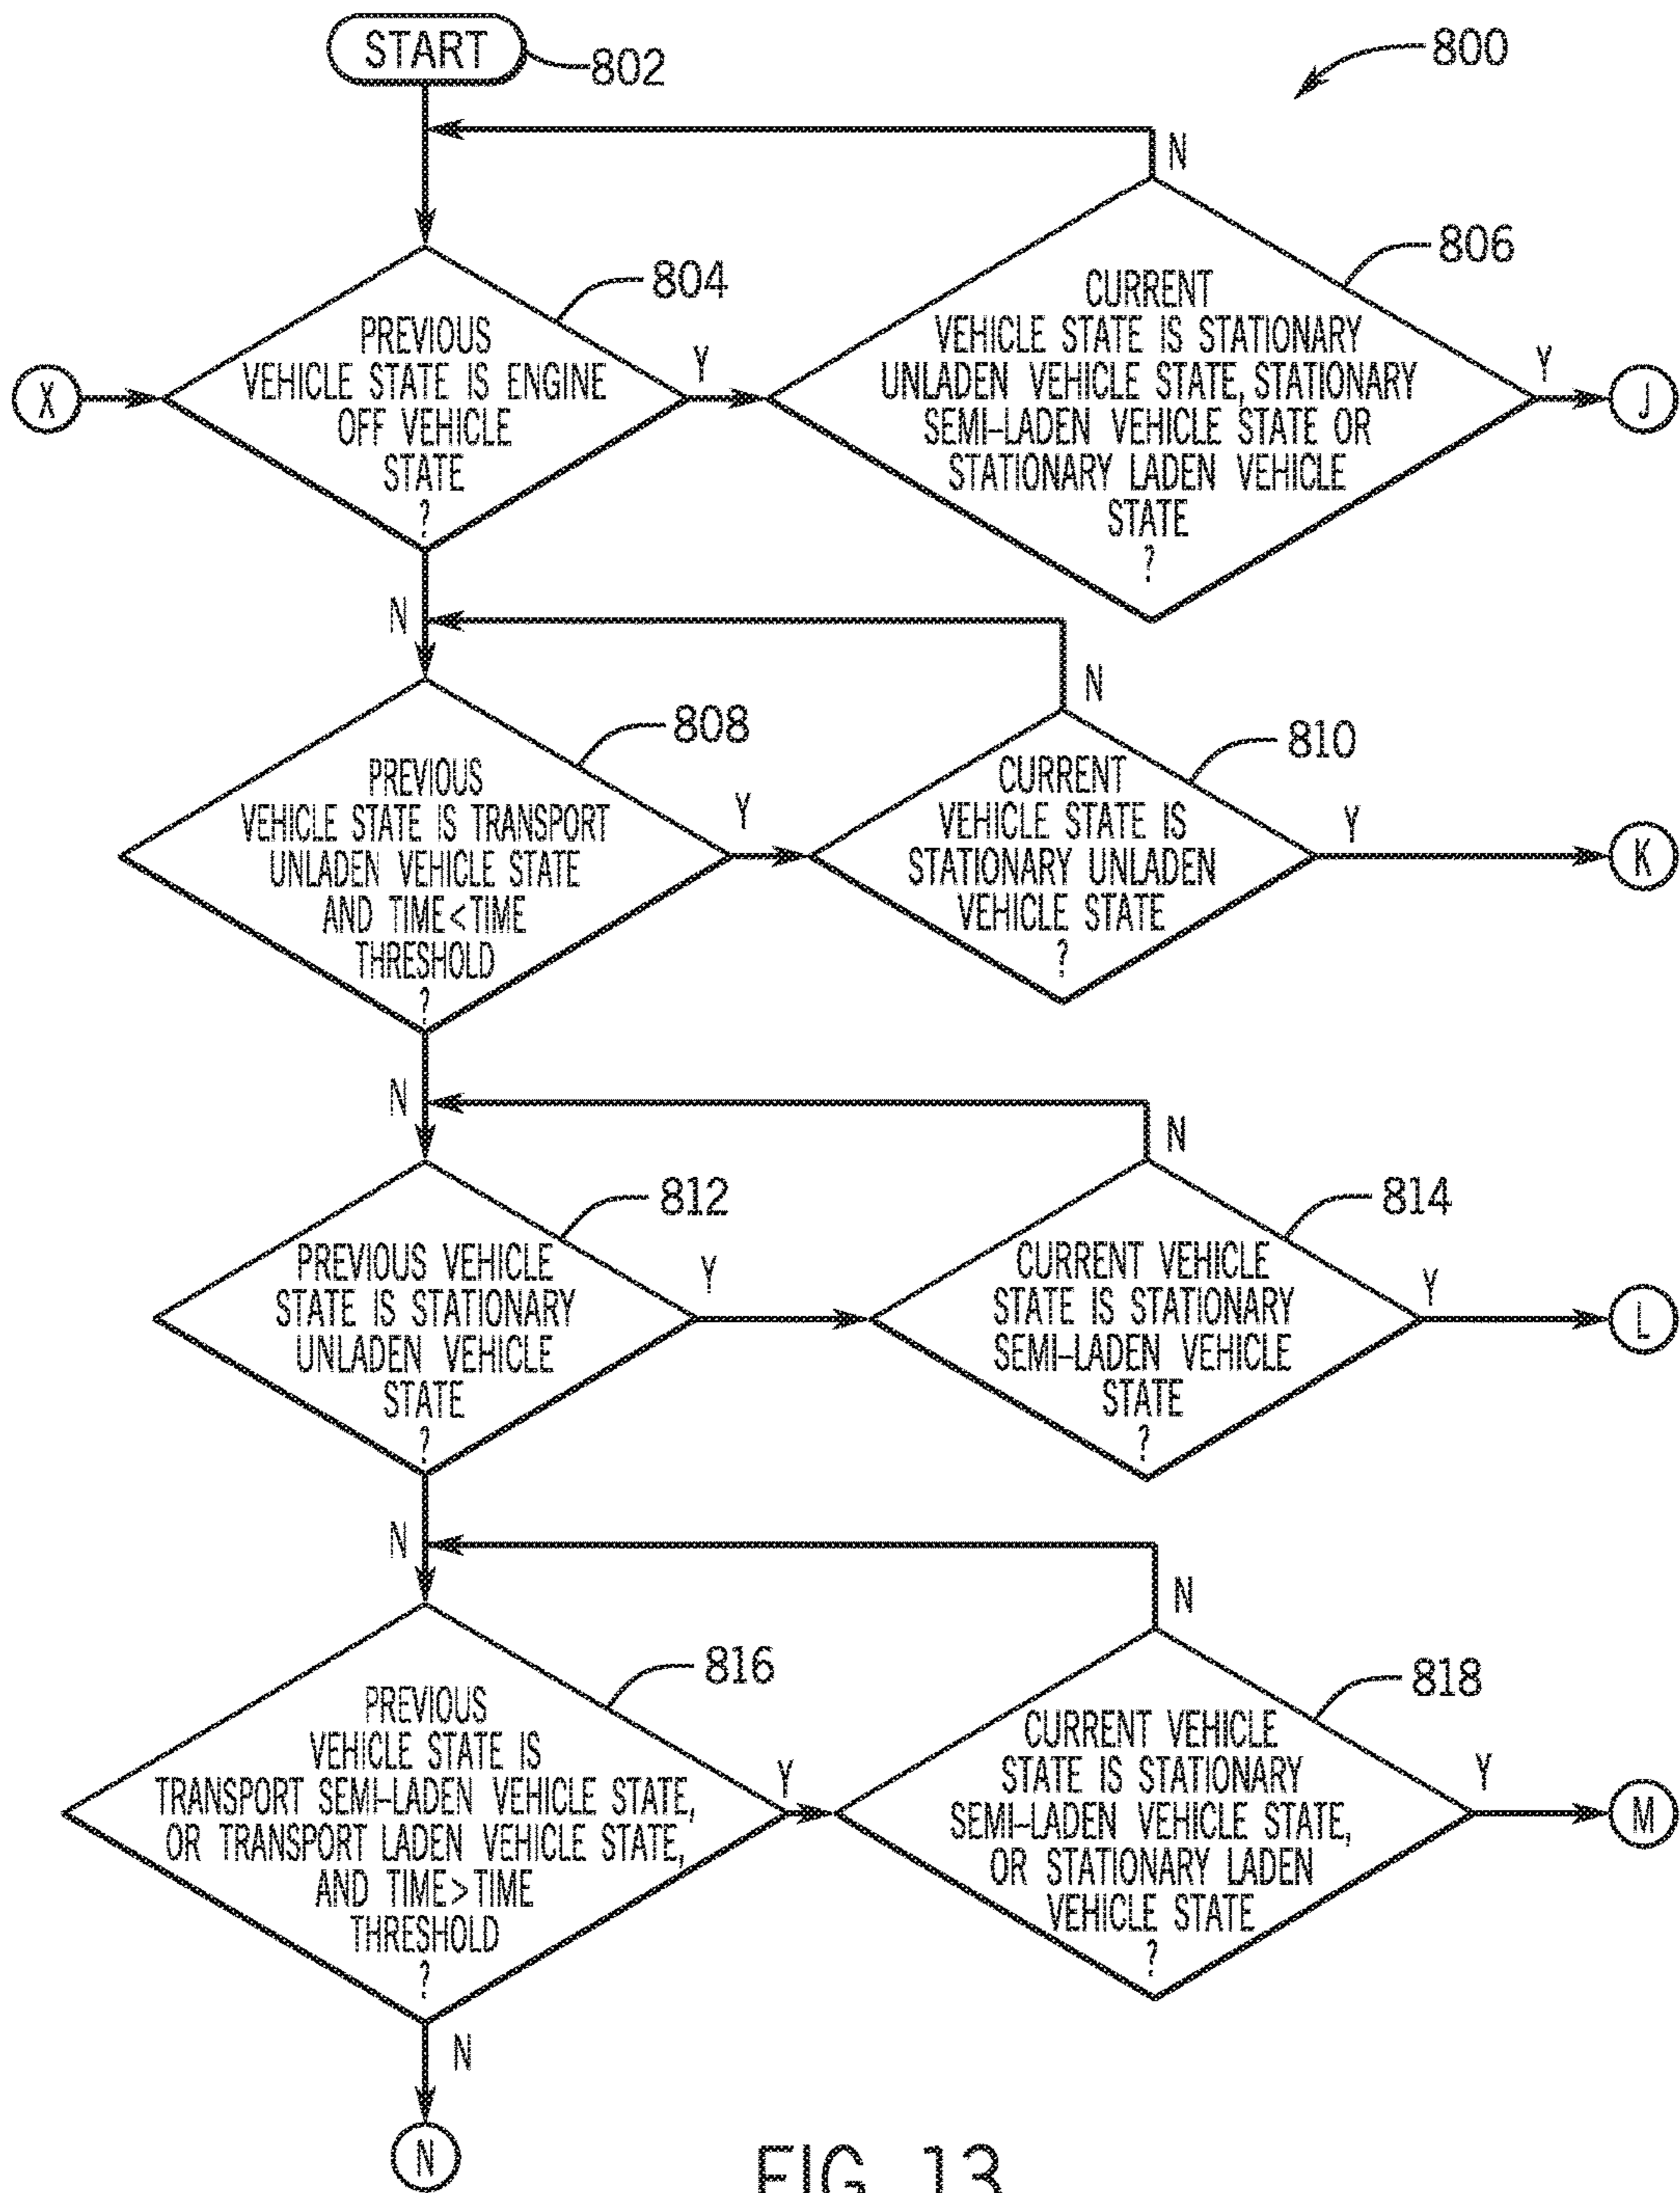 START
802
800
N
804
PREVIOUS
VEHICLE STATE IS ENGINE
OFF VEHICLE
STATE
?
X
Y
806
CURRENT
VEHICLE STATE IS STATIONARY
UNLADEN VEHICLE STATE, STATIONARY
SEMI-LADEN VEHICLE STATE OR
STATIONARY LADEN VEHICLE
STATE
?
Y
J
N
N
808
PREVIOUS
VEHICLE STATE IS TRANSPORT
UNLADEN VEHICLE STATE
AND TIME<TIME
THRESHOLD
?
Y
810
CURRENT
VEHICLE STATE IS
STATIONARY UNLADEN
VEHICLE STATE
?
Y
K
N
N
812
PREVIOUS VEHICLE
STATE IS STATIONARY
UNLADEN VEHICLE
STATE
?
Y
814
CURRENT VEHICLE
STATE IS STATIONARY
SEMI-LADEN VEHICLE
STATE
?
Y
L
N
N
816
PREVIOUS
VEHICLE STATE IS
TRANSPORT SEMI-LADEN VEHICLE STATE,
OR TRANSPORT LADEN VEHICLE STATE,
AND TIME>TIME
THRESHOLD
?
Y
818
CURRENT VEHICLE
STATE IS STATIONARY
SEMI-LADEN VEHICLE STATE,
OR STATIONARY LADEN
VEHICLE STATE
?
Y
M
N
N
FIG. 13